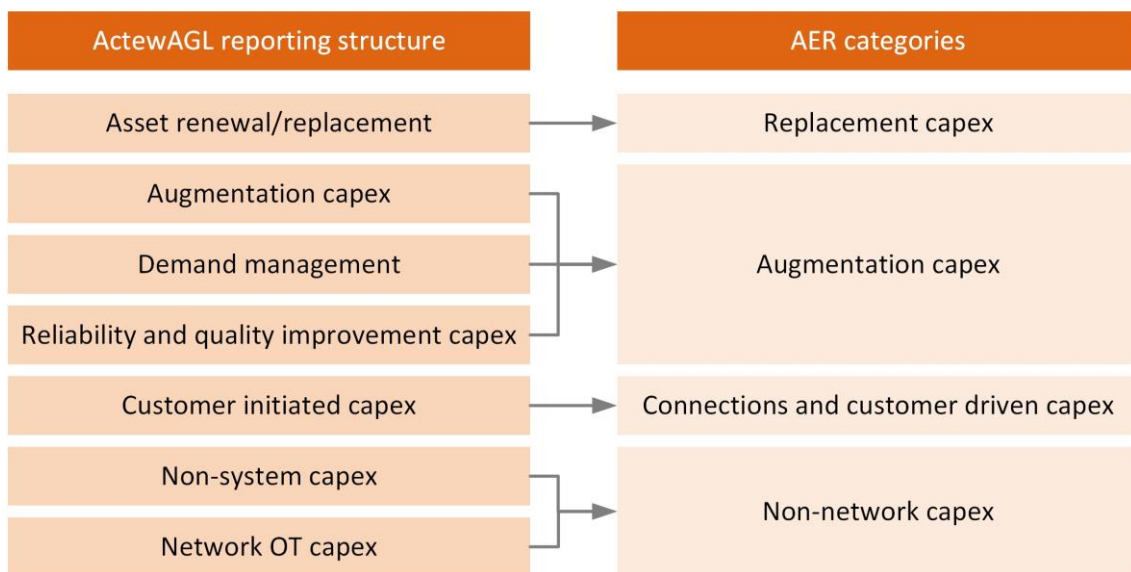 ActewAGL reporting structure
AER categories
Asset renewal/replacement
Replacement capex
Augmentation capex
Demand management
Reliability and quality improvement capex
Augmentation capex
Customer initiated capex
Connections and customer driven capex
Non-system capex
Network OT capex
Non-network capex